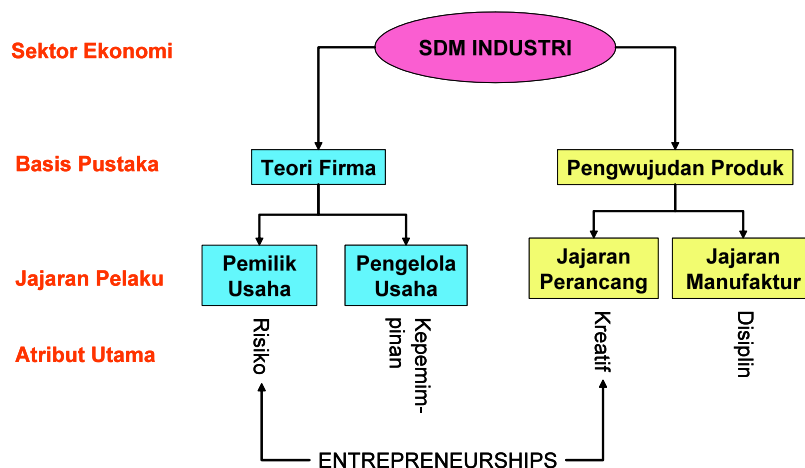 Sektor Ekonomi
SDM INDUSTRI
Basis Pustaka
Teori Firma
Pengwujudan Produk
Jajaran Pelaku
Pemilik
Usaha
Pengelola
Usaha
Jajaran
Perancang
Jajaran
Manufaktur
Atribut Utama
Risiko
Kepemim-
pinan
Kreatif
Disiplin
ENTREPRENEURSHIPS